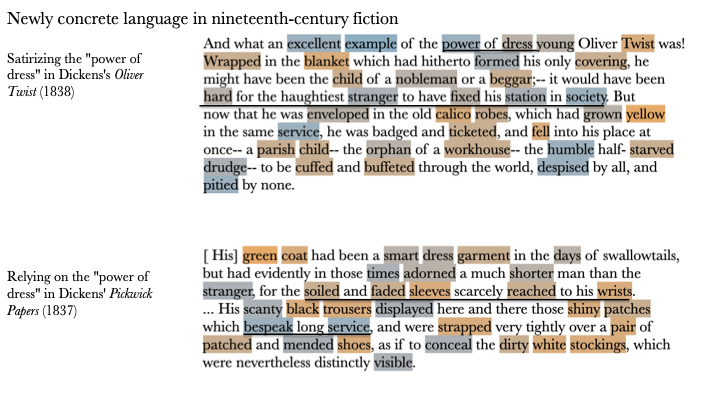 Newly concrete language in nineteenth-century fiction
Satirizing the "power of
dress" in Dickens's Oliver
Twist (1838)
And what an excellent example of the power of dress young Oliver Twist was!
Wrapped in the blanket which had hitherto formed his only covering, he
might have been the child of a nobleman or a beggar;-- it would have been
hard for the haughtiest stranger to have fixed his station in society. But
now that he was enveloped in the old calico robes, which had grown yellow
in the same service, he was badged and ticketed, and fell into his place at
once-- a parish child-- the orphan of a workhouse-- the humble half- starved
drudge-- to be cuffed and buffeted through the world, despised by all, and
pitied by none.
Relying on the "power of
dress" in Dickens' Pickwick
Papers (1837)
[ His] green coat had been a smart dress garment in the days of swallowtails,
but had evidently in those times adorned a much shorter man than the
stranger, for the soiled and faded sleeves scarcely reached to his wrists.
... His scanty black trousers displayed here and there those shiny patches
which bespeak long service, and were strapped very tightly over a pair of
patched and mended shoes, as if to conceal the dirty white stockings, which
were nevertheless distinctly visible.